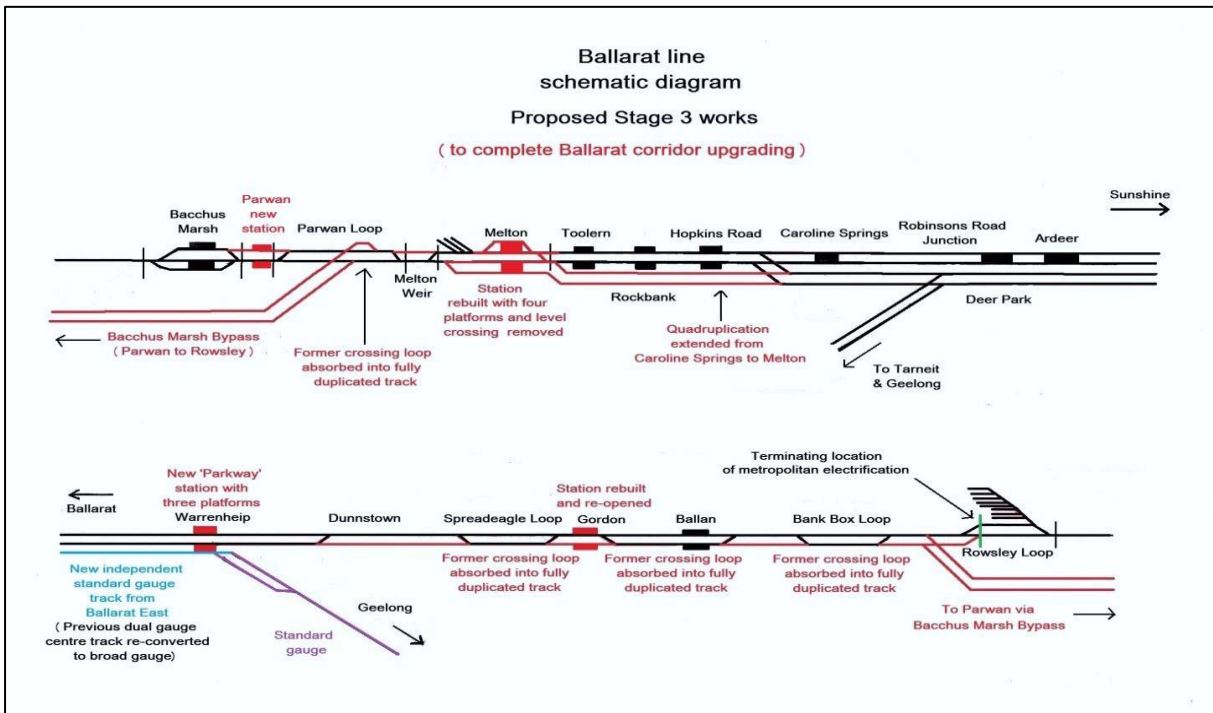 Ballarat line
schematic diagram
Proposed Stage 3 works
( to complete Ballarat corridor upgrading )
Sunshine
Bacchus
Marsh
Parwan
new
station
Parwan Loop
Melton
Weir
Melton
Station
rebuilt with four
platforms and level
crossing removed
Toolern
Rockbank
Hopkins Road
Caroline Springs
Robinsons Road
Junction
Ardeer
Deer Park
Bacchus Marsh Bypass
( Parwan to Rowsley )
Former crossing loop
absorbed into fully
duplicated track
Quadruplication
extended from
Caroline Springs to Melton
To Tarneit
& Geelong
Ballarat
New 'Parkway'
station with
three platforms
Warrenheip
Dunnstown
Spreadeagle Loop
Station rebuilt
and re-opened
Gordon
Ballan
Bank Box Loop
Terminating location
of metropolitan electrification
Rowsley Loop
New independent
standard gauge
track from
Ballarat East
( Previous dual gauge
centre track re-converted
to broad gauge)
Standard
gauge
Geelong
Former crossing loop
absorbed into fully
duplicated track
Former crossing loop
absorbed into fully
duplicated track
Former crossing loop
absorbed into fully
duplicated track
To Parwan via
Bacchus Marsh Bypass